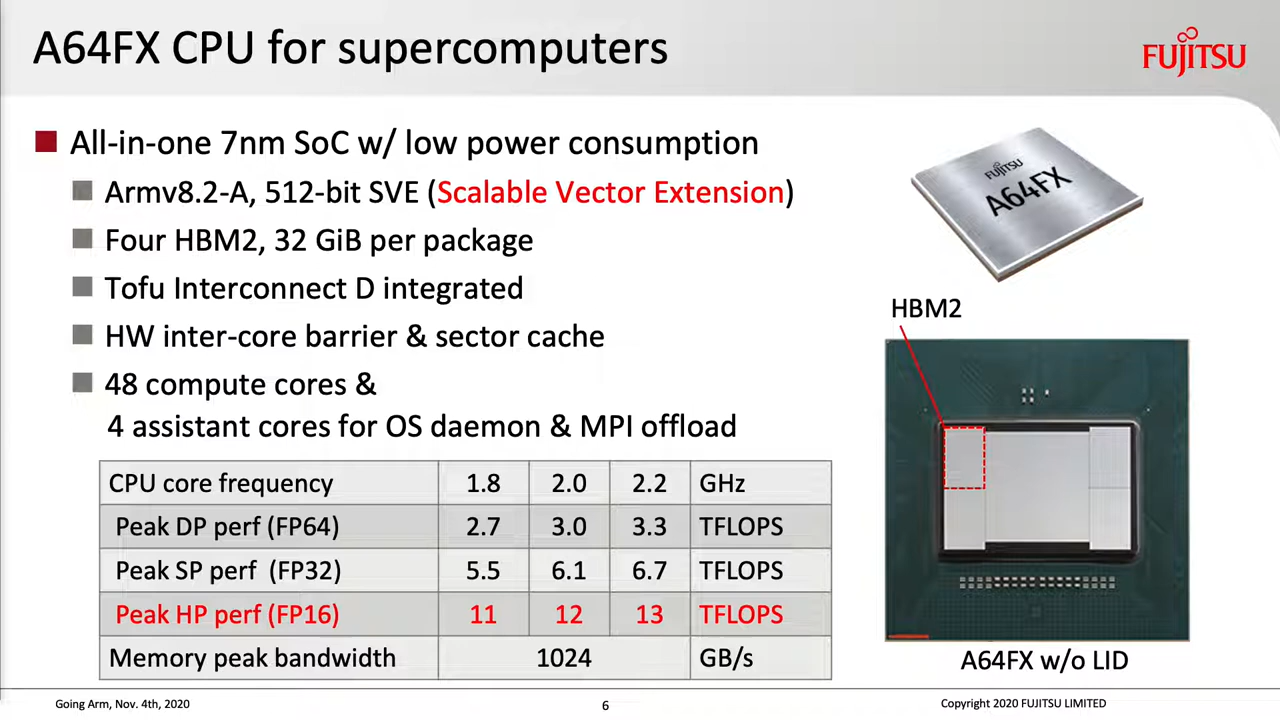 A64FX CPU for supercomputers
FUJITSU
All-in-one 7nm SoC w/ low power consumption
Armv8.2-A, 512-bit SVE (Scalable Vector Extension)
Four HBM2, 32 GiB per package
Tofu Interconnect D integrated
HW inter-core barrier & sector cache
48 compute cores &
4 assistant cores for OS daemon & MPI offload
CPU core frequency 1.8 2.0 2.2 GHz
Peak DP perf (FP64) 2.7 3.0 3.3 TFLOPS
Peak SP perf (FP32) 5.5 6.1 6.7 TFLOPS
Peak HP perf (FP16) 11 12 13 TFLOPS
Memory peak bandwidth 1024 GB/s
FUJITSU
A64FX
HBM2
A64FX w/o LID
Going Arm, Nov. 4th, 2020
6
Copyright 2020 FUJITSU LIMITED